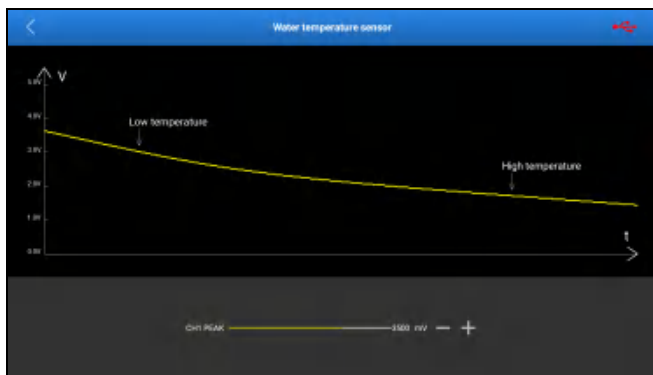 Water temperature sensor
V
5.0V
4.0V
Low temperature
3.0V
High temperature
2.0V
1.0V
t
0.0V
CH1 PEAK 3500 mV